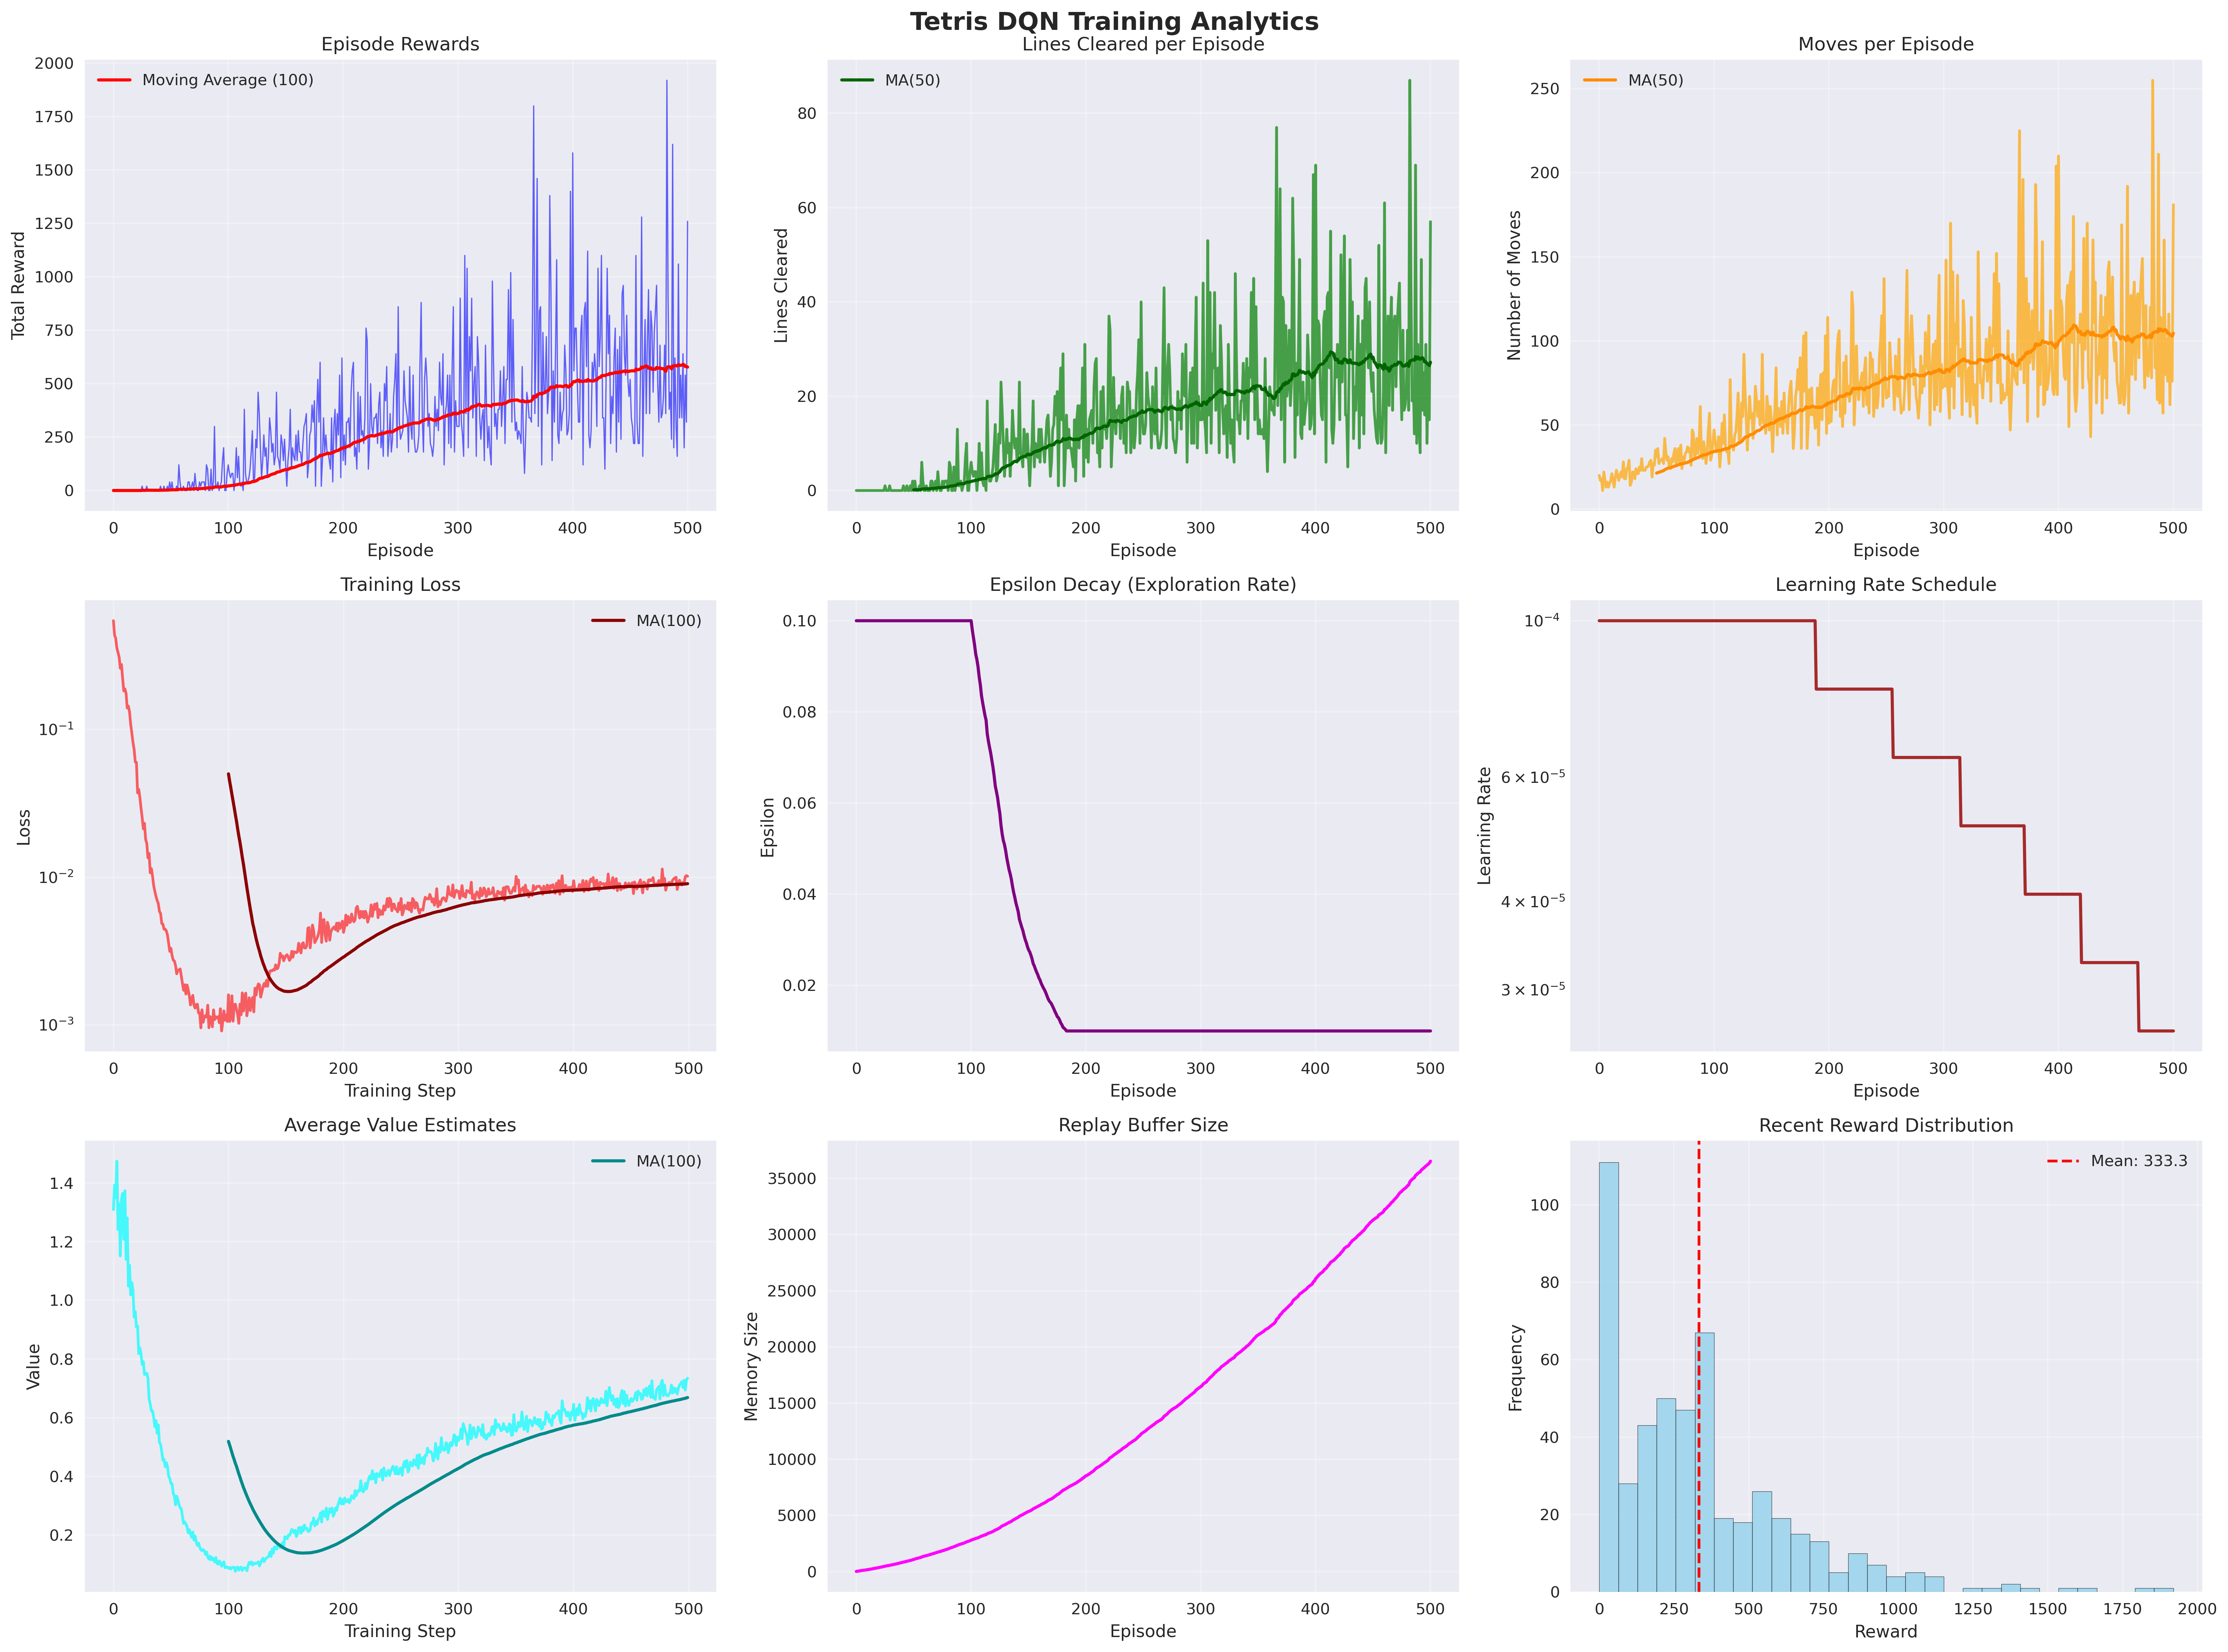 Tetris DQN Training Analytics
Episode Rewards
Moving Average (100)
Total Reward
2000
1750
1500
1250
1000
750
500
250
0
0 100 200 300 400 500
Episode
Lines Cleared per Episode
MA(50)
Lines Cleared
80
60
40
20
0
0 100 200 300 400 500
Episode
Moves per Episode
MA(50)
Number of Moves
250
200
150
100
50
0
0 100 200 300 400 500
Episode
Training Loss
MA(100)
Loss
10⁻¹
10⁻²
10⁻³
0 100 200 300 400 500
Training Step
Epsilon Decay (Exploration Rate)
Epsilon
0.10
0.08
0.06
0.04
0.02
0 100 200 300 400 500
Episode
Learning Rate Schedule
Learning Rate
10⁻⁴
6 × 10⁻⁵
4 × 10⁻⁵
3 × 10⁻⁵
0 100 200 300 400 500
Episode
Average Value Estimates
MA(100)
Value
1.4
1.2
1.0
0.8
0.6
0.4
0.2
0 100 200 300 400 500
Training Step
Replay Buffer Size
Memory Size
35000
30000
25000
20000
15000
10000
5000
0
0 100 200 300 400 500
Episode
Recent Reward Distribution
Mean: 333.3
Frequency
100
80
60
40
20
0
0 250 500 750 1000 1250 1500 1750 2000
Reward